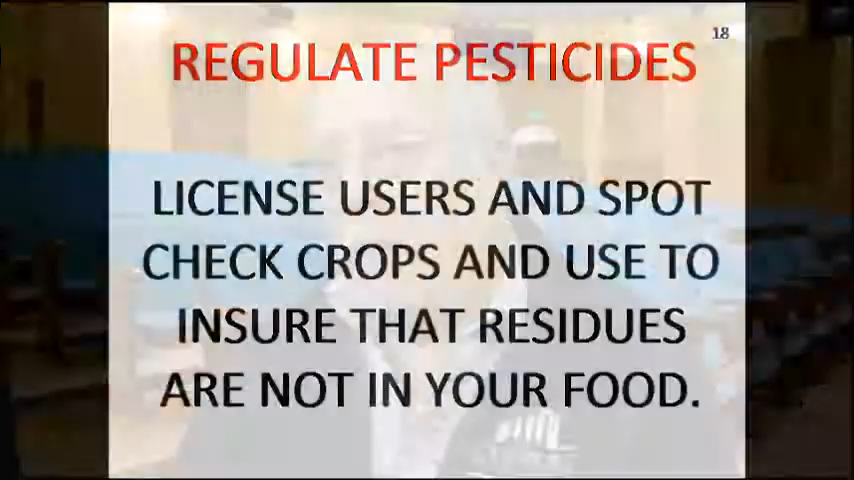 18
REGULATE PESTICIDES
LICENSE USERS AND SPOT
CHECK CROPS AND USE TO
INSURE THAT RESIDUES
ARE NOT IN YOUR FOOD.